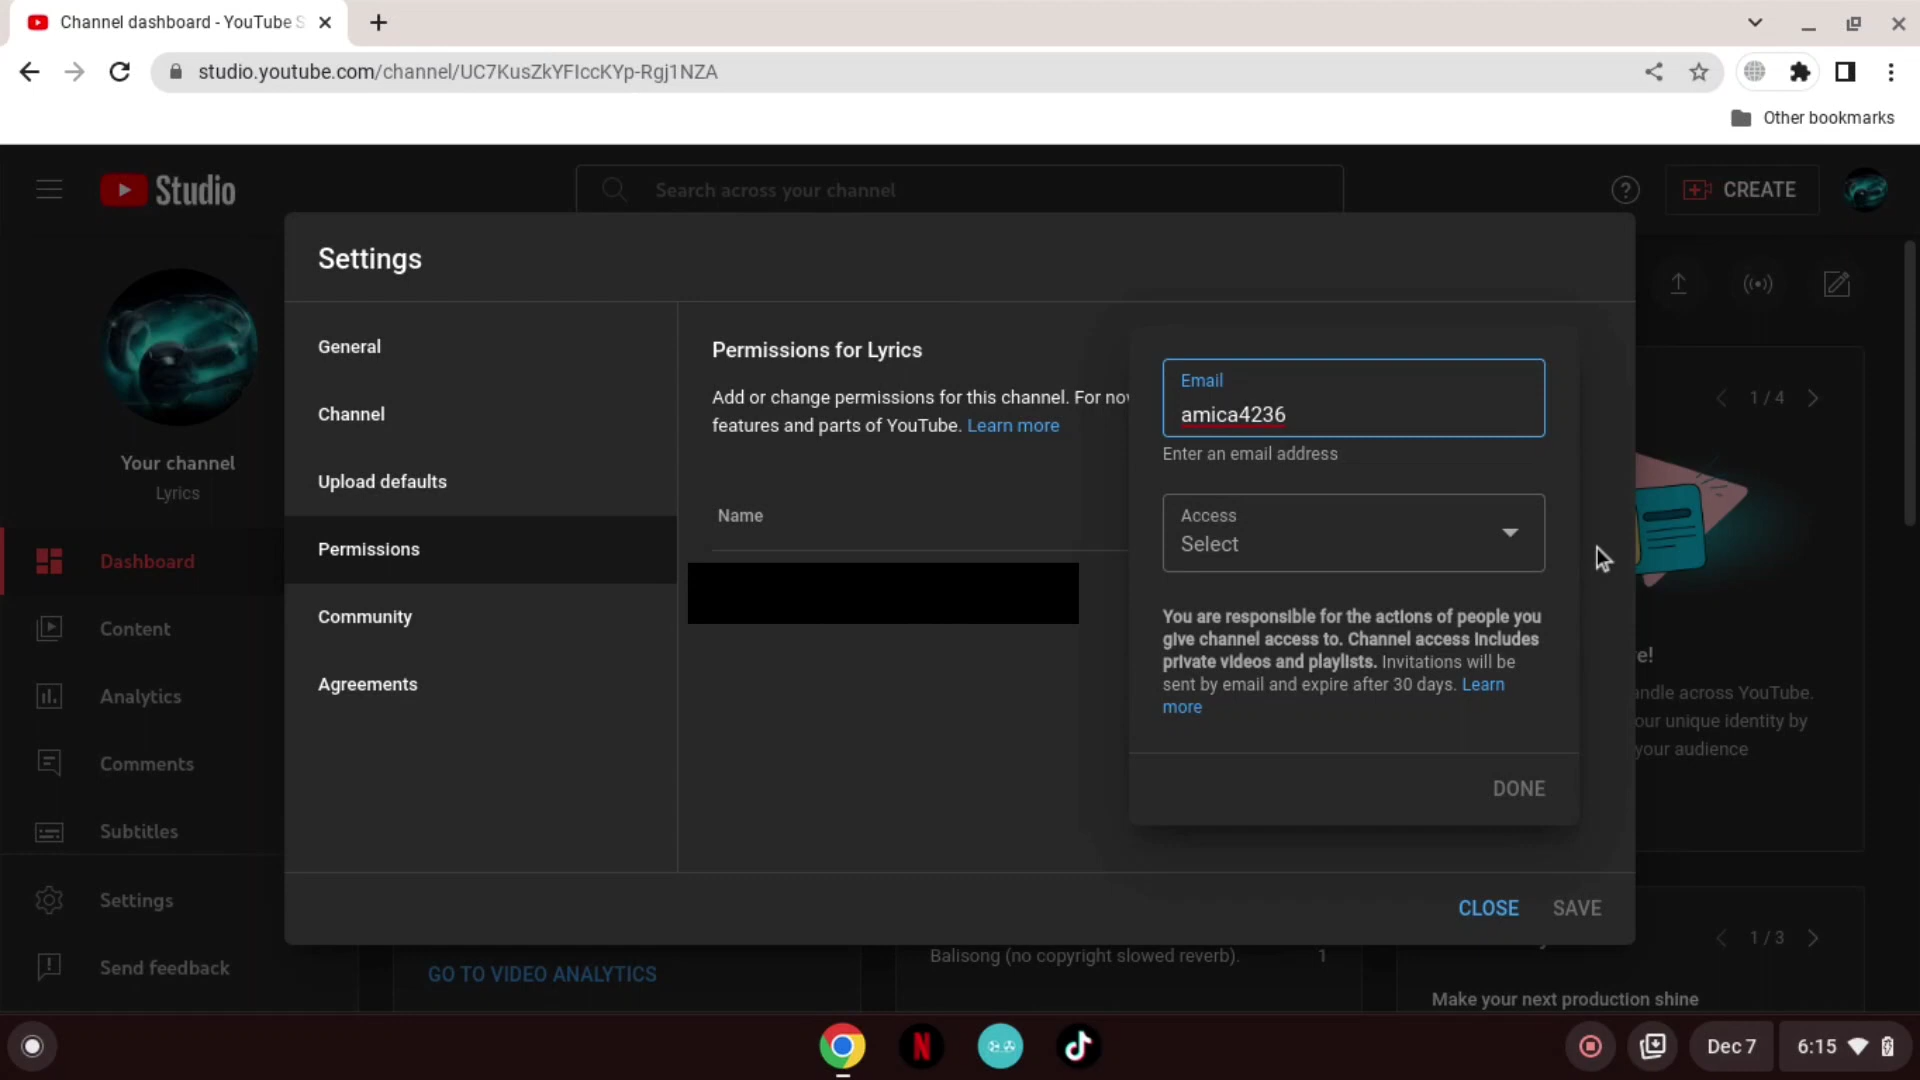 Channel dashboard - YouTube S
studio.youtube.com/channel/UC7KusZkYFIccKYp-Rgj1NZA
Other bookmarks
Studio
Search across your channel
CREATE
Settings
General
Channel
Upload defaults
Permissions
Community
Agreements
Permissions for Lyrics
Add or change permissions for this channel. For nov
features and parts of YouTube. Learn more
Name
Email
amica4236
Enter an email address
Access
Select
You are responsible for the actions of people you
give channel access to. Channel access includes
private videos and playlists. Invitations will be
sent by email and expire after 30 days. Learn
more
DONE
CLOSE
SAVE
Your channel
Lyrics
Dashboard
Content
Analytics
Comments
Subtitles
Settings
Send feedback
1 / 4
e!
ndle across YouTube.
our unique identity by
your audience
GO TO VIDEO ANALYTICS
Balisong (no copyright slowed reverb).
1
1 / 3
Make your next production shine
Dec 7
6:15